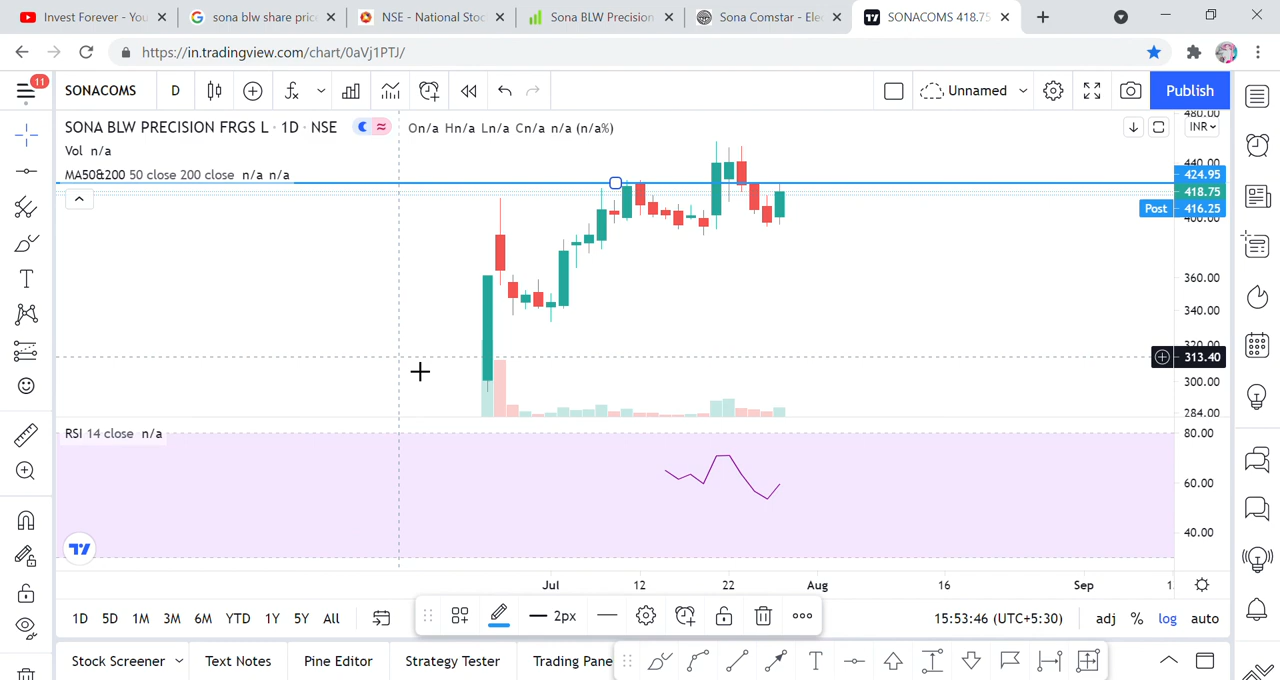 Invest Forever - You
sona blw share price
NSE - National Stoc
Sona BLW Precision
Sona Comstar - Ele
SONACOMS 418.75
https://in.tradingview.com/chart/0aVj1PTJ/
11
SONACOMS
D
Unnamed
Publish
SONA BLW PRECISION FRGS L · 1D · NSE
On/a Hn/a Ln/a Cn/a n/a (n/a%)
Vol n/a
MA50&200 50 close 200 close n/a n/a
480.00
INR
440.00
424.95
418.75
Post 416.25
400.00
360.00
340.00
320.00
313.40
300.00
284.00
RSI 14 close n/a
80.00
60.00
40.00
Jul
12
22
Aug
16
Sep
1
1D
5D
1M
3M
6M
YTD
1Y
5Y
All
2px
15:53:46 (UTC+5:30)
adj
%
log
auto
Stock Screener
Text Notes
Pine Editor
Strategy Tester
Trading Pane